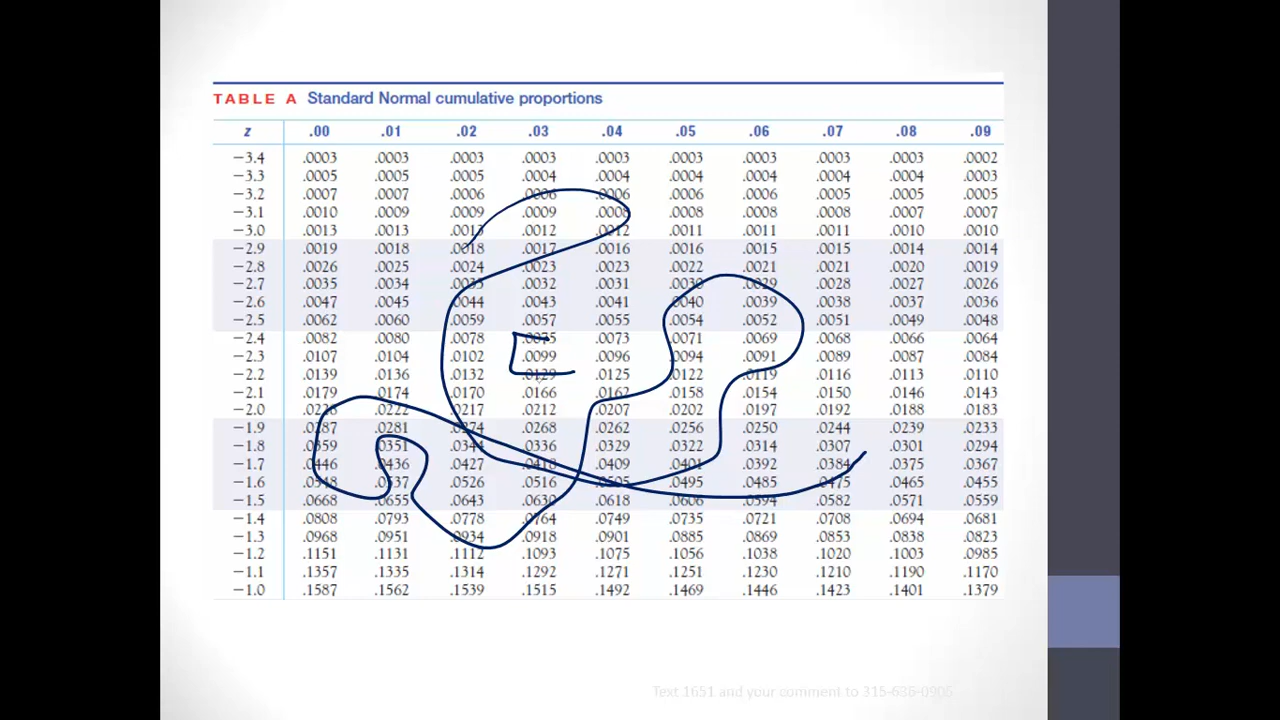 TABLE A Standard Normal cumulative proportions
z .00 .01 .02 .03 .04 .05 .06 .07 .08 .09
−3.4 .0003 .0003 .0003 .0003 .0003 .0003 .0003 .0003 .0003 .0002
−3.3 .0005 .0005 .0005 .0004 .0004 .0004 .0004 .0004 .0004 .0003
−3.2 .0007 .0007 .0006 .0006 .0006 .0006 .0006 .0005 .0005 .0005
−3.1 .0010 .0009 .0009 .0009 .0008 .0008 .0008 .0008 .0007 .0007
−3.0 .0013 .0013 .0013 .0012 .0012 .0011 .0011 .0011 .0010 .0010
−2.9 .0019 .0018 .0018 .0017 .0016 .0016 .0015 .0015 .0014 .0014
−2.8 .0026 .0025 .0024 .0023 .0023 .0022 .0021 .0021 .0020 .0019
−2.7 .0035 .0034 .0033 .0032 .0031 .0030 .0029 .0028 .0027 .0026
−2.6 .0047 .0045 .0044 .0043 .0041 .0040 .0039 .0038 .0037 .0036
−2.5 .0062 .0060 .0059 .0057 .0055 .0054 .0052 .0051 .0049 .0048
−2.4 .0082 .0080 .0078 .0075 .0073 .0071 .0069 .0068 .0066 .0064
−2.3 .0107 .0104 .0102 .0099 .0096 .0094 .0091 .0089 .0087 .0084
−2.2 .0139 .0136 .0132 .0129 .0125 .0122 .0119 .0116 .0113 .0110
−2.1 .0179 .0174 .0170 .0166 .0162 .0158 .0154 .0150 .0146 .0143
−2.0 .0228 .0222 .0217 .0212 .0207 .0202 .0197 .0192 .0188 .0183
−1.9 .0287 .0281 .0274 .0268 .0262 .0256 .0250 .0244 .0239 .0233
−1.8 .0359 .0351 .0344 .0336 .0329 .0322 .0314 .0307 .0301 .0294
−1.7 .0446 .0436 .0427 .0418 .0409 .0401 .0392 .0384 .0375 .0367
−1.6 .0548 .0537 .0526 .0516 .0505 .0495 .0485 .0475 .0465 .0455
−1.5 .0668 .0655 .0643 .0630 .0618 .0606 .0594 .0582 .0571 .0559
−1.4 .0808 .0793 .0778 .0764 .0749 .0735 .0721 .0708 .0694 .0681
−1.3 .0968 .0951 .0934 .0918 .0901 .0885 .0869 .0853 .0838 .0823
−1.2 .1151 .1131 .1112 .1093 .1075 .1056 .1038 .1020 .1003 .0985
−1.1 .1357 .1335 .1314 .1292 .1271 .1251 .1230 .1210 .1190 .1170
−1.0 .1587 .1562 .1539 .1515 .1492 .1469 .1446 .1423 .1401 .1379
Text 1651 and your comment to 315-636-0905